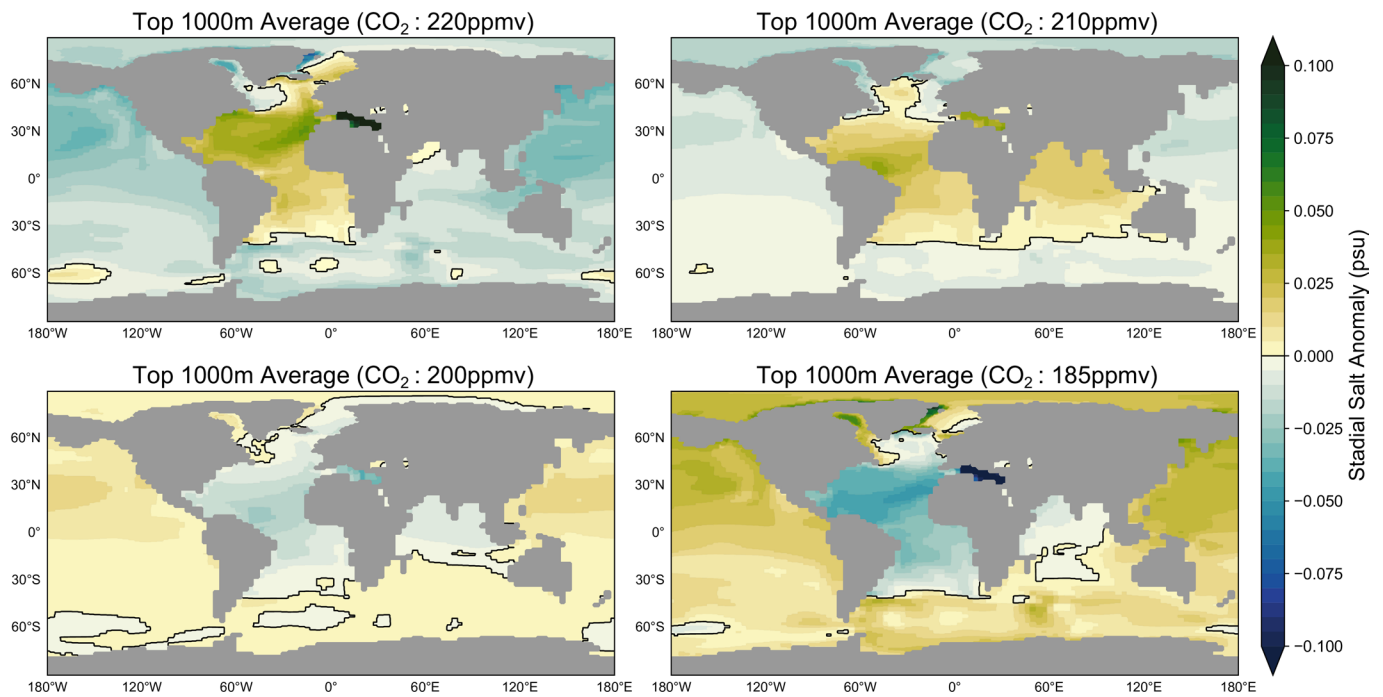 Top 1000m Average (CO₂ : 220ppmv)
Top 1000m Average (CO₂ : 210ppmv)
60°N
30°N
0°
30°S
60°S
180°W 120°W 60°W 0° 60°E 120°E 180°E
180°W 120°W 60°W 0° 60°E 120°E 180°E
Top 1000m Average (CO₂ : 200ppmv)
Top 1000m Average (CO₂ : 185ppmv)
60°N
30°N
0°
30°S
60°S
180°W 120°W 60°W 0° 60°E 120°E 180°E
180°W 120°W 60°W 0° 60°E 120°E 180°E
0.100
0.075
0.050
0.025
0.000
−0.025
−0.050
−0.075
−0.100
Stadial Salt Anomaly (psu)